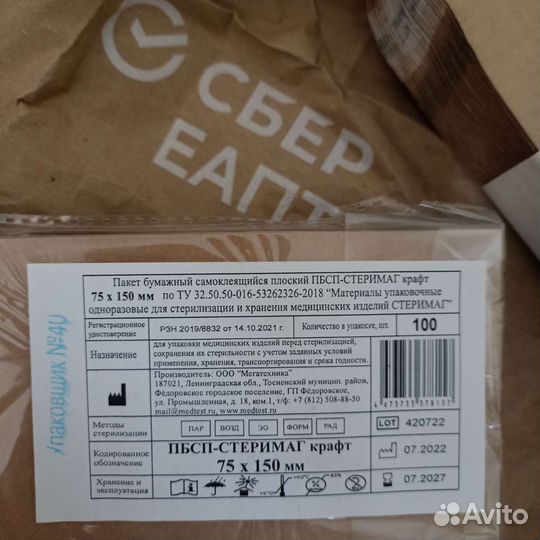 СБЕР
ЕАПТ
Пакет бумажный самоклеящийся плоский ПБСП-СТЕРИМАГ крафт
75 х 150 мм по ТУ 32.50.50-016-53262326-2018 "Материалы упаковочные
одноразовые для стерилизации и хранения медицинских изделий СТЕРИМАГ"
Регистрационное удостоверение
РЗН 2019/8832 от 14.10.2021 г.
Количество в упаковке, шт.
100
Назначение
для упаковки медицинских изделий перед стерилизацией,
сохранения их стерильности с учетом заданных условий
применения, хранения, транспортирования и срока годности.
Производитель: ООО "Мегатехника"
187021, Ленинградская обл., Тосненский муницип. район,
Фёдоровское городское поселение, ГП Фёдоровское,
ул. Промышленная, д. 18, ком.1, т/ф: +7 (812) 508-88-50
mail@medtest.ru, www.medtest.ru
Методы
стерилизации
ПАР
ВОЗД
ЭО
ФОРМ
РАД
LOT
420722
Кодированное
обозначение
ПБСП-СТЕРИМАГ крафт
75 х 150 мм
07.2022
07.2027
Хранение и
эксплуатация
+5°C
+40°C
Упаковщик №40
Avito